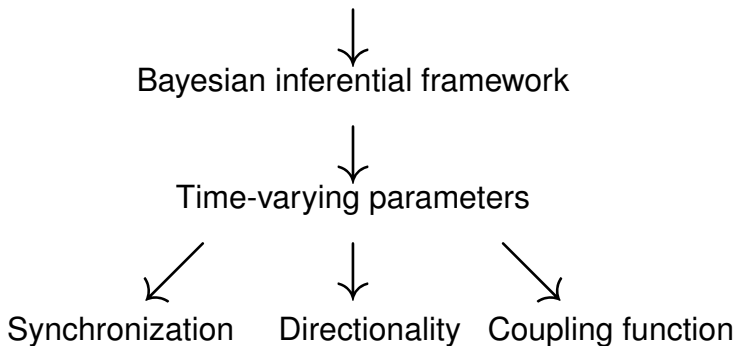 Bayesian inferential framework
Time-varying parameters
Synchronization Directionality Coupling function